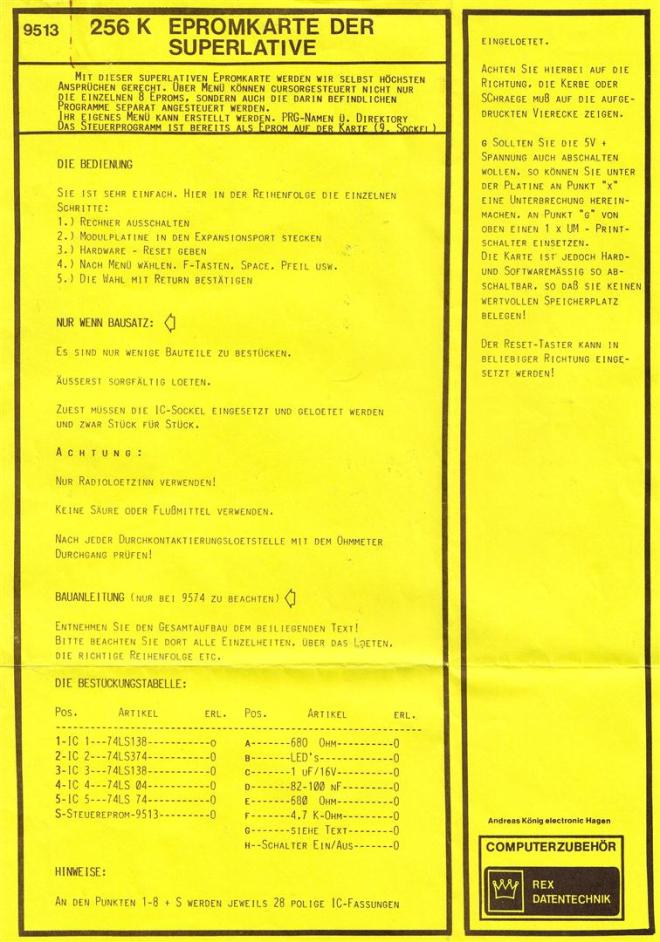 9513
256 K EPROMKARTE DER
SUPERLATIVE
MIT DIESER SUPERLATIVEN EPROMKARTE WERDEN WIR SELBST HÖCHSTEN
ANSPRÜCHEN GERECHT. ÜBER MENÜ KÖNNEN CURSORGESTEUERT NICHT NUR
DIE EINZELNEN 8 EPROMS, SONDERN AUCH DIE DARIN BEFINDLICHEN
PROGRAMME SEPARAT ANGESTEUERT WERDEN.
IHR EIGENES MENÜ KANN ERSTELLT WERDEN. PRG-NAMEN Ü. DIREKTORY
DAS STEUERPROGRAMM IST BEREITS ALS EPROM AUF DER KARTE (9. SOCKEL)
DIE BEDIENUNG
SIE IST SEHR EINFACH. HIER IN DER REIHENFOLGE DIE EINZELNEN
SCHRITTE:
1.) RECHNER AUSSCHALTEN
2.) MODULPLATINE IN DEN EXPANSIONSPORT STECKEN
3.) HARDWARE - RESET GEBEN
4.) NACH MENÜ WÄHLEN, F-TASTEN, SPACE, PFEIL USW.
5.) DIE WAHL MIT RETURN BESTÄTIGEN
NUR WENN BAUSATZ:
ES SIND NUR WENIGE BAUTEILE ZU BESTÜCKEN.
ÄUSSERST SORGFÄLTIG LOETEN.
ZUEST MÜSSEN DIE IC-SOCKEL EINGESETZT UND GELOETET WERDEN
UND ZWAR STÜCK FÜR STÜCK.
A C H T U N G :
NUR RADIOLOETZINN VERWENDEN!
KEINE SÄURE ODER FLUßMITTEL VERWENDEN.
NACH JEDER DURCHKONTAKTIERUNGSLOETSTELLE MIT DEM OHMMETER
DURCHGANG PRÜFEN!
BAUANLEITUNG (NUR BEI 9574 ZU BEACHTEN)
ENTNEHMEN SIE DEN GESAMTAUFBAU DEM BEILIEGENDEN TEXT!
BITTE BEACHTEN SIE DORT ALLE EINZELHEITEN, ÜBER DAS LOETEN,
DIE RICHTIGE REIHENFOLGE ETC.
DIE BESTÜCKUNGSTABELLE:
POS. ARTIKEL ERL. POS. ARTIKEL ERL.
1-IC 1---74LS138----------O A-------680 OHM---------O
2-IC 2---74LS374----------O B-------LED'S-----------O
3-IC 3---74LS138----------O C-------1 UF/16V--------O
4-IC 4---74LS 04----------O D-------82-100 NF-------O
5-IC 5---74LS 74----------O E-------680 OHM---------O
S-STEUEREPROM-9513--------O F-------4.7 K-OHM-------O
G-------SIEHE TEXT------O
H--SCHALTER EIN/AUS-----O
HINWEISE:
AN DEN PUNKTEN 1-8 + S WERDEN JEWEILS 28 POLIGE IC-FASSUNGEN
EINGELOETET.
ACHTEN SIE HIERBEI AUF DIE
RICHTUNG, DIE KERBE ODER
SCHRAEGE MUß AUF DIE AUFGE-
DRUCKTEN VIERECKE ZEIGEN.
G SOLLTEN SIE DIE 5V +
SPANNUNG AUCH ABSCHALTEN
WOLLEN, SO KÖNNEN SIE UNTER
DER PLATINE AN PUNKT "X"
EINE UNTERBRECHUNG HEREIN-
MACHEN. AN PUNKT "G" VON
OBEN EINEN 1 X UM - PRINT-
SCHALTER EINSETZEN.
DIE KARTE IST JEDOCH HARD-
UND SOFTWAREMÄSSIG SO AB-
SCHALTBAR, SO DAß SIE KEINEN
WERTVOLLEN SPEICHERPLATZ
BELEGEN!
DER RESET-TASTER KANN IN
BELIEBIGER RICHTUNG EINGE-
SETZT WERDEN!
Andreas König electronic Hagen
COMPUTERZUBEHÖR
REX
DATENTECHNIK